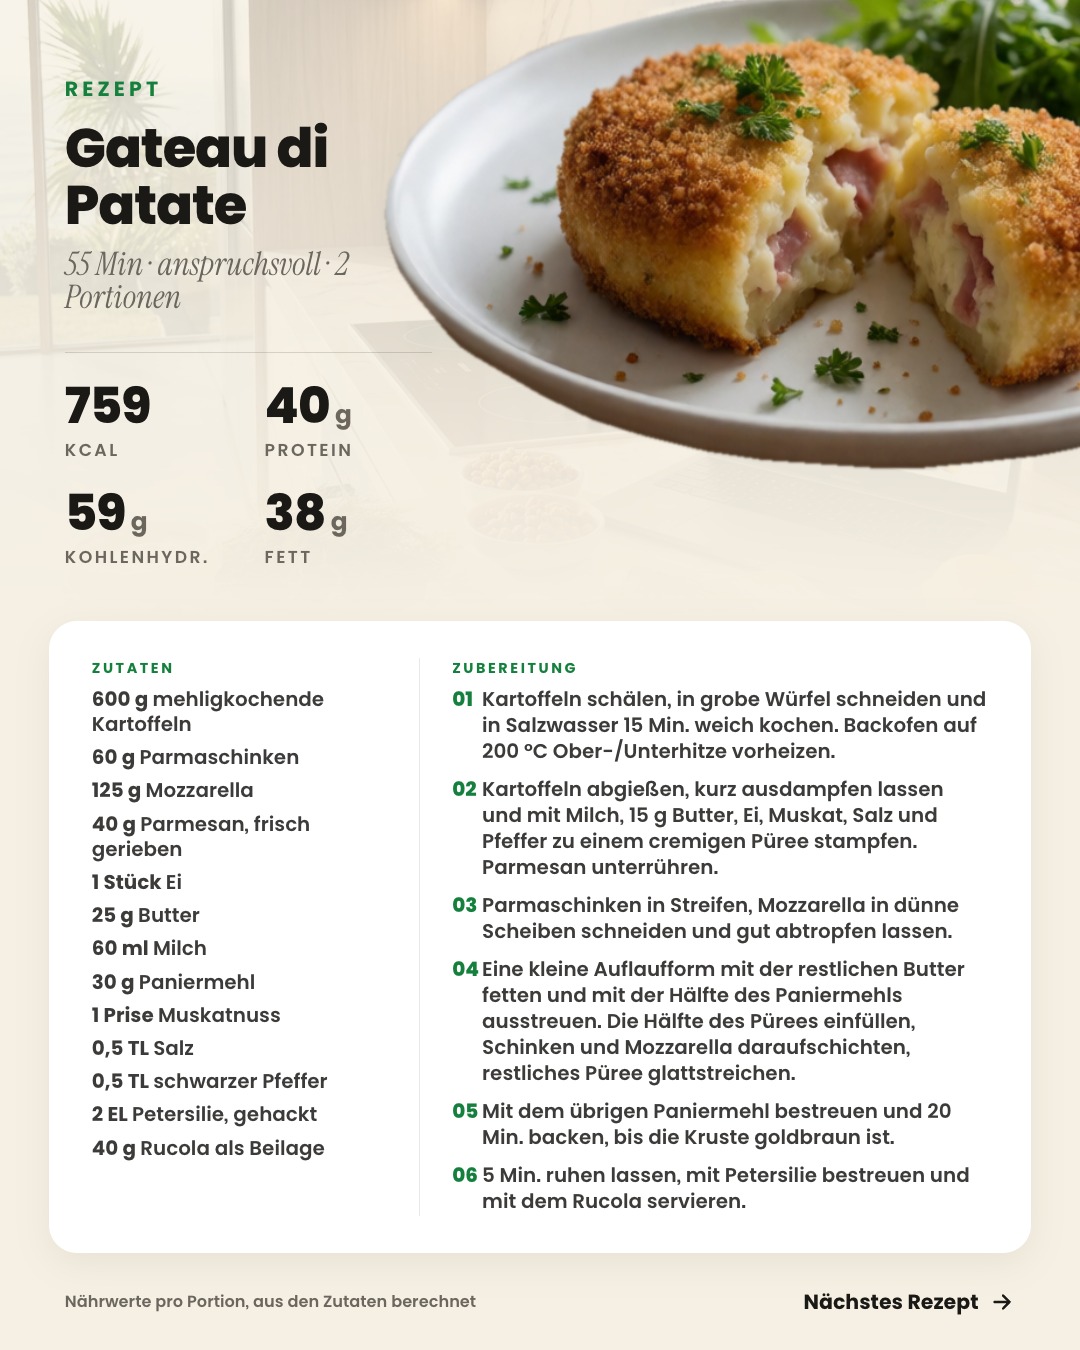 REZEPT
Gateau di
Patate
55 Min · anspruchsvoll · 2
Portionen
759
KCAL
40 g
PROTEIN
59 g
KOHLENHYDR.
38 g
FETT
ZUTATEN
600 g mehligkochende
Kartoffeln
60 g Parmaschinken
125 g Mozzarella
40 g Parmesan, frisch
gerieben
1 Stück Ei
25 g Butter
60 ml Milch
30 g Paniermehl
1 Prise Muskatnuss
0,5 TL Salz
0,5 TL schwarzer Pfeffer
2 EL Petersilie, gehackt
40 g Rucola als Beilage
ZUBEREITUNG
01 Kartoffeln schälen, in grobe Würfel schneiden und
in Salzwasser 15 Min. weich kochen. Backofen auf
200 °C Ober-/Unterhitze vorheizen.
02 Kartoffeln abgießen, kurz ausdampfen lassen
und mit Milch, 15 g Butter, Ei, Muskat, Salz und
Pfeffer zu einem cremigen Püree stampfen.
Parmesan unterrühren.
03 Parmaschinken in Streifen, Mozzarella in dünne
Scheiben schneiden und gut abtropfen lassen.
04 Eine kleine Auflaufform mit der restlichen Butter
fetten und mit der Hälfte des Paniermehls
ausstreuen. Die Hälfte des Pürees einfüllen,
Schinken und Mozzarella daraufschichten,
restliches Püree glattstreichen.
05 Mit dem übrigen Paniermehl bestreuen und 20
Min. backen, bis die Kruste goldbraun ist.
06 5 Min. ruhen lassen, mit Petersilie bestreuen und
mit dem Rucola servieren.
Nährwerte pro Portion, aus den Zutaten berechnet
Nächstes Rezept →